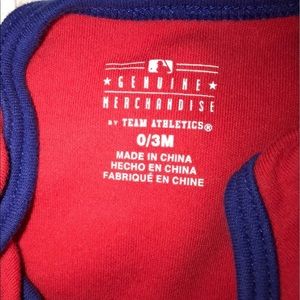 GENUINE
MERCHANDISE
BY TEAM ATHLETICS®
0/3M
MADE IN CHINA
HECHO EN CHINA
FABRIQUÉ EN CHINE